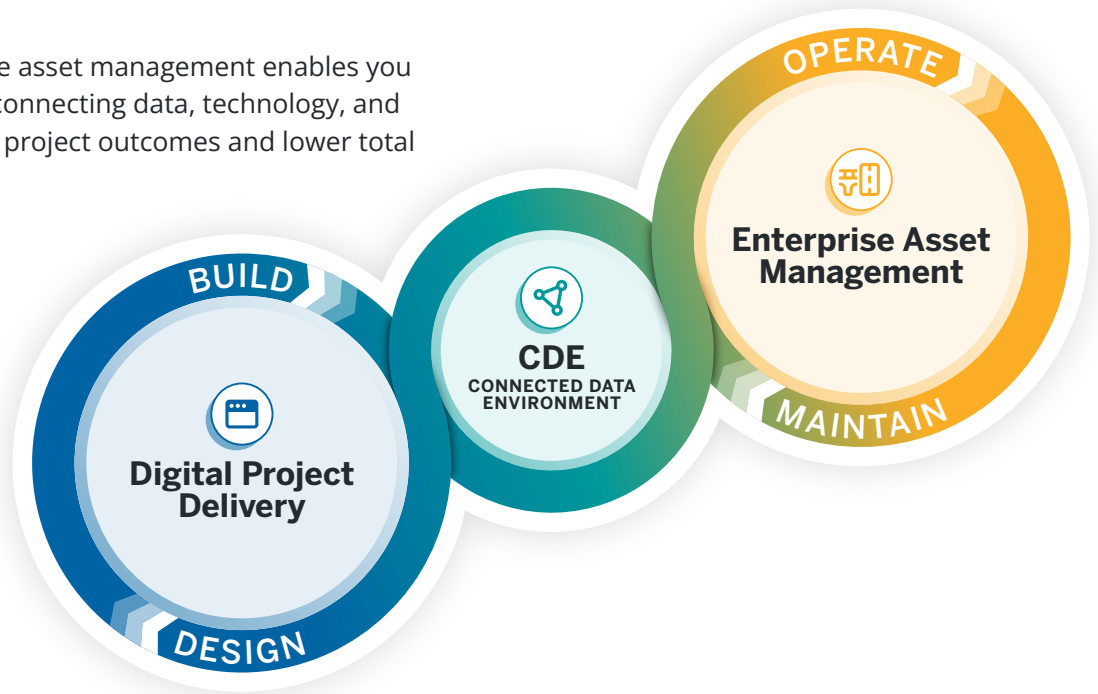 e asset management enables you
connecting data, technology, and
project outcomes and lower total
OPERATE
Enterprise Asset
Management
MAINTAIN
CDE
CONNECTED DATA
ENVIRONMENT
BUILD
Digital Project
Delivery
DESIGN